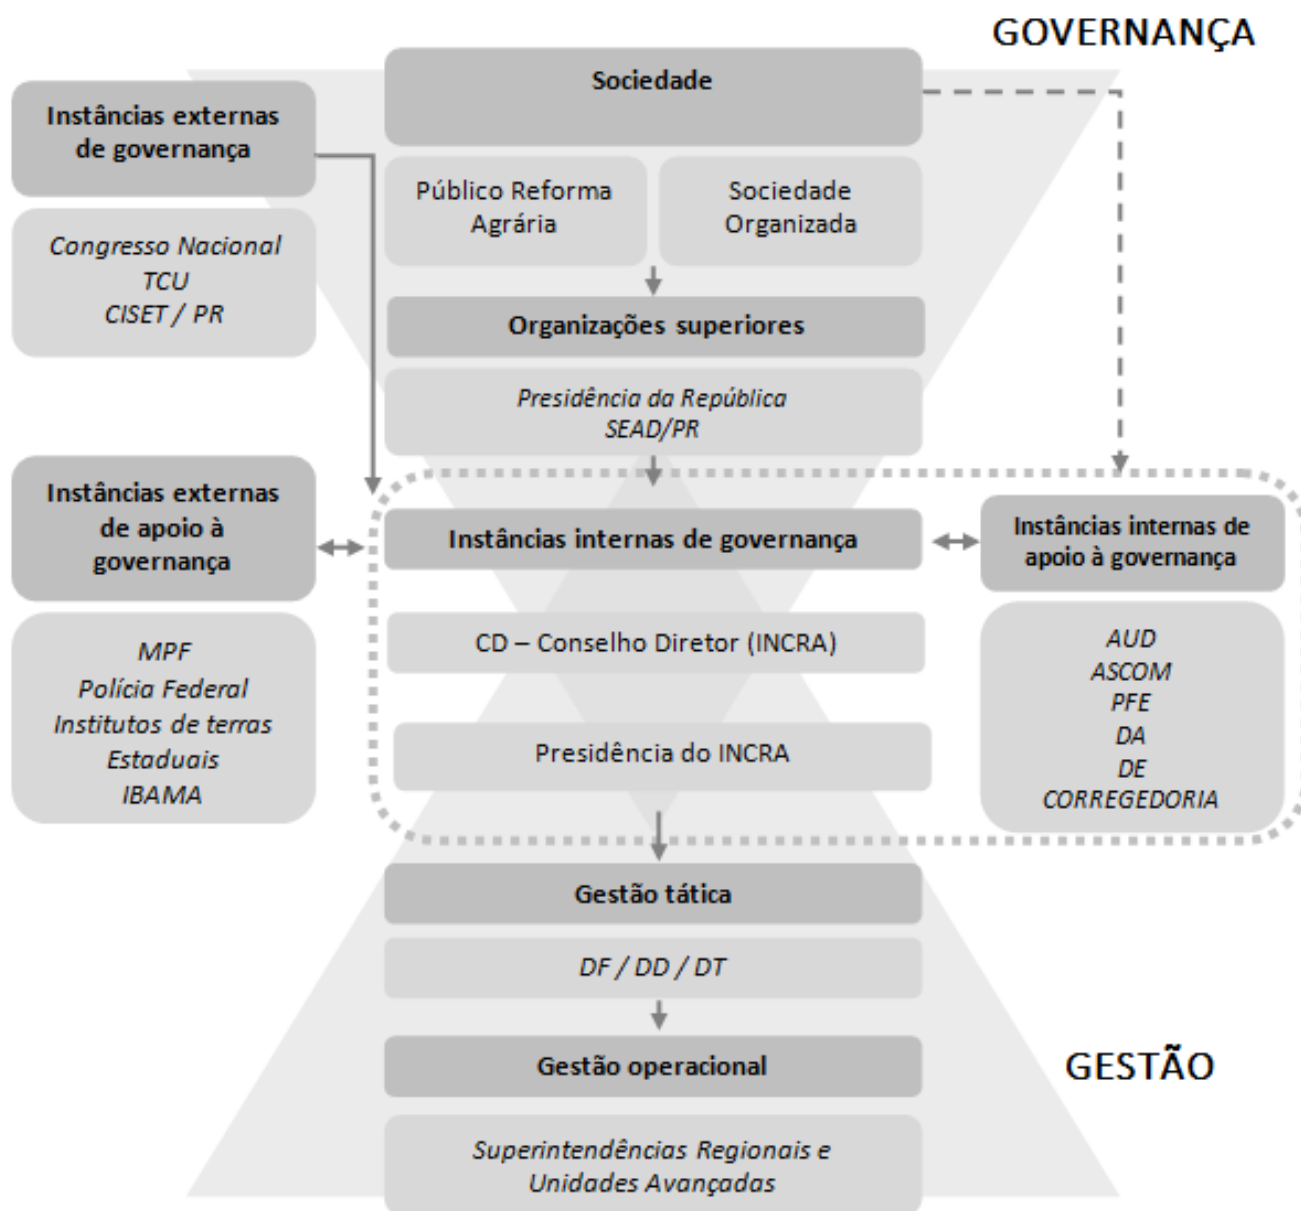 GOVERNANÇA
Sociedade
Instâncias externas
de governança
Público Reforma
Agrária
Sociedade
Organizada
Congresso Nacional
TCU
CISET / PR
Organizações superiores
Presidência da República
SEAD/PR
Instâncias externas
de apoio à
governança
Instâncias internas de governança
Instâncias internas de
apoio à governança
MPF
Polícia Federal
Institutos de terras
Estaduais
IBAMA
CD – Conselho Diretor (INCRA)
Presidência do INCRA
AUD
ASCOM
PFE
DA
DE
CORREGEDORIA
Gestão tática
DF / DD / DT
Gestão operacional
GESTÃO
Superintendências Regionais e
Unidades Avançadas